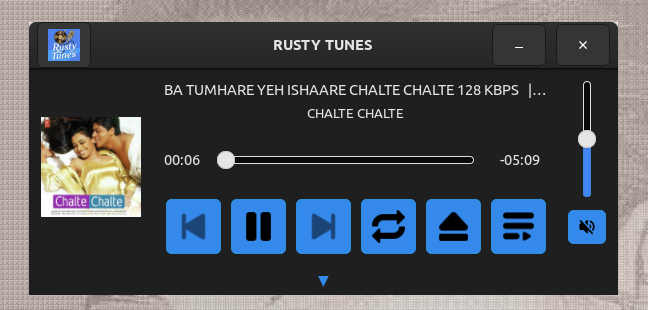 Rusty Tunes
RUSTY TUNES
BA TUMHARE YEH ISHAARE CHALTE CHALTE 128 KBPS |...
CHALTE CHALTE
00:06
-05:09
Chalte Chalte